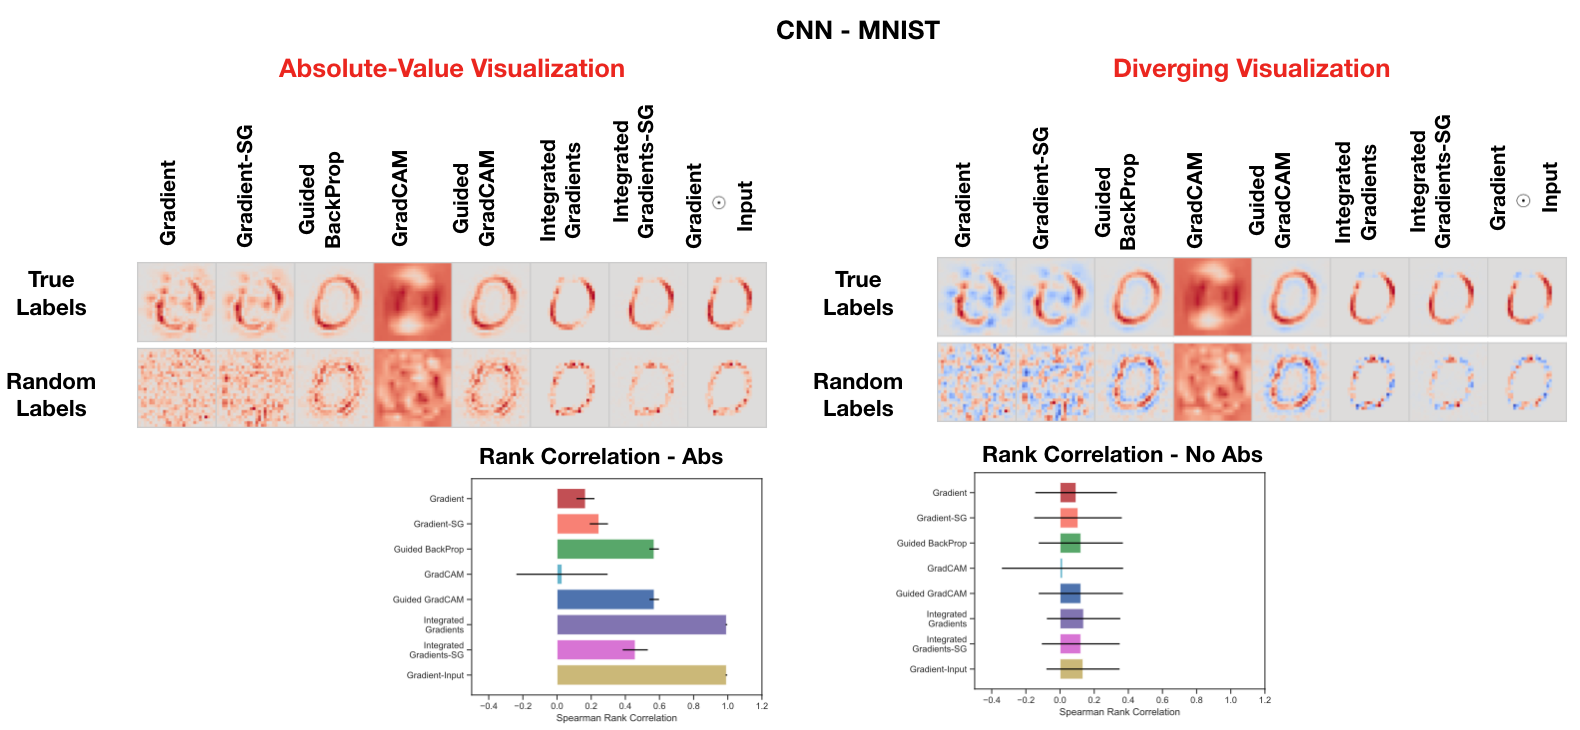 CNN - MNIST
Absolute-Value Visualization
Gradient
Gradient-SG
Guided
BackProp
GradCAM
Guided
GradCAM
Integrated
Gradients
Integrated
Gradients-SG
Gradient
⊙
Input
True
Labels
Random
Labels
Rank Correlation - Abs
Gradient
Gradient-SG
Guided BackProp
GradCAM
Guided GradCAM
Integrated
Gradients
Integrated
Gradients-SG
Gradient-Input
−0.4 −0.2 0.0 0.2 0.4 0.6 0.8 1.0 1.2
Spearman Rank Correlation
Diverging Visualization
Gradient
Gradient-SG
Guided
BackProp
GradCAM
Guided
GradCAM
Integrated
Gradients
Integrated
Gradients-SG
Gradient
⊙
Input
True
Labels
Random
Labels
Rank Correlation - No Abs
Gradient
Gradient-SG
Guided BackProp
GradCAM
Guided GradCAM
Integrated
Gradients
Integrated
Gradients-SG
Gradient-Input
−0.4 −0.2 0.0 0.2 0.4 0.6 0.8 1.0 1.2
Spearman Rank Correlation